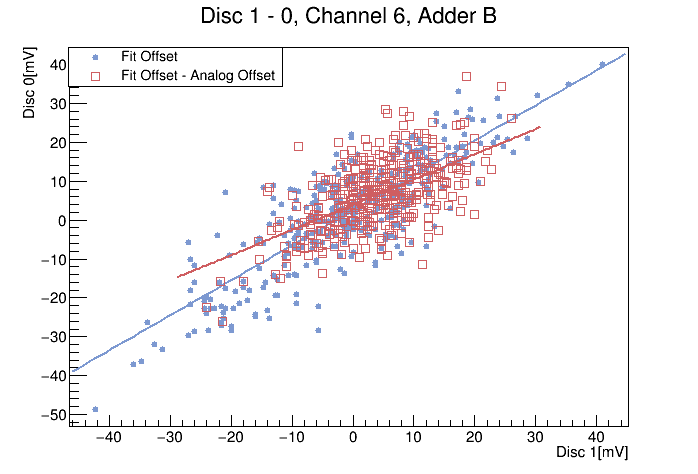 Disc 1 - 0, Channel 6, Adder B
Disc 0[mV]
Fit Offset
Fit Offset - Analog Offset
40
30
20
10
0
−10
−20
−30
−40
−50
−40 −30 −20 −10 0 10 20 30 40
Disc 1[mV]